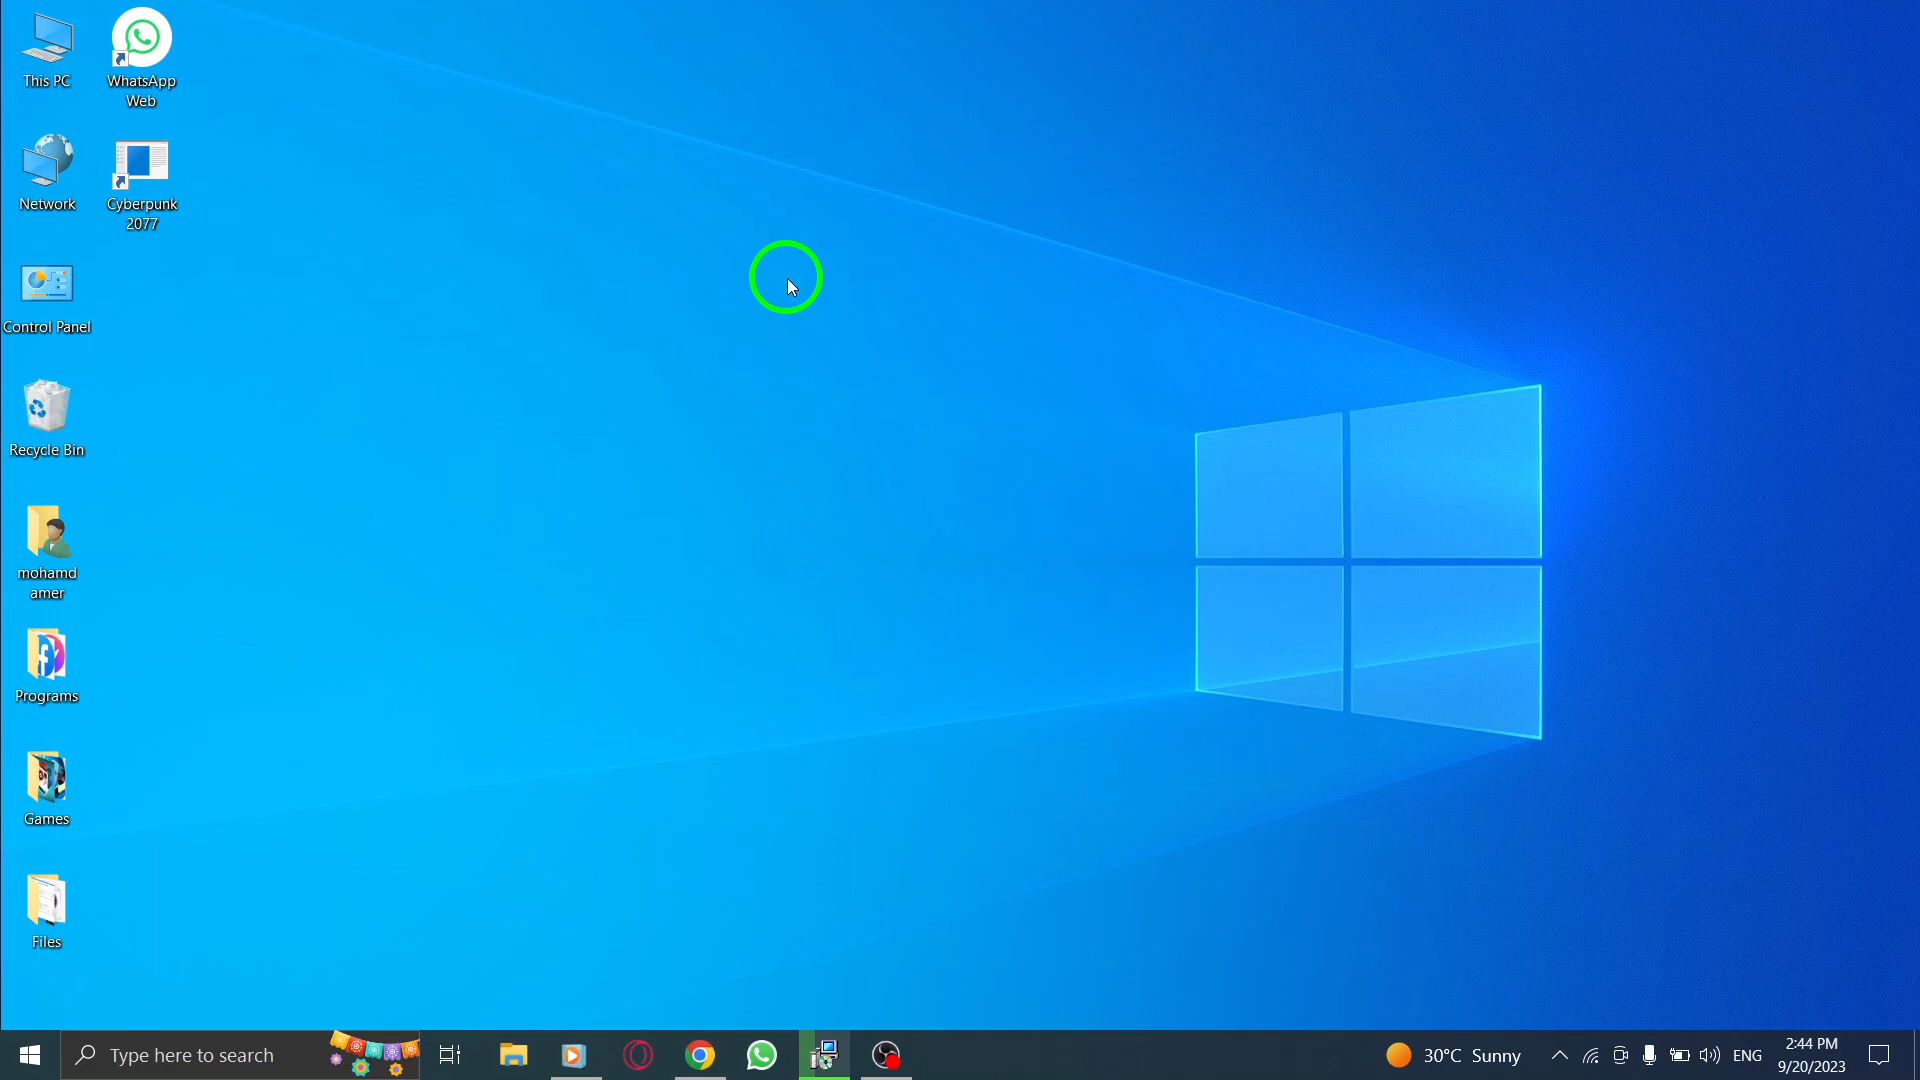 This PC
WhatsApp
Web
Network
Cyberpunk
2077
Control Panel
Recycle Bin
mohamd
amer
Programs
Games
Files
Type here to search
30°C Sunny
ENG
2:44 PM
9/20/2023